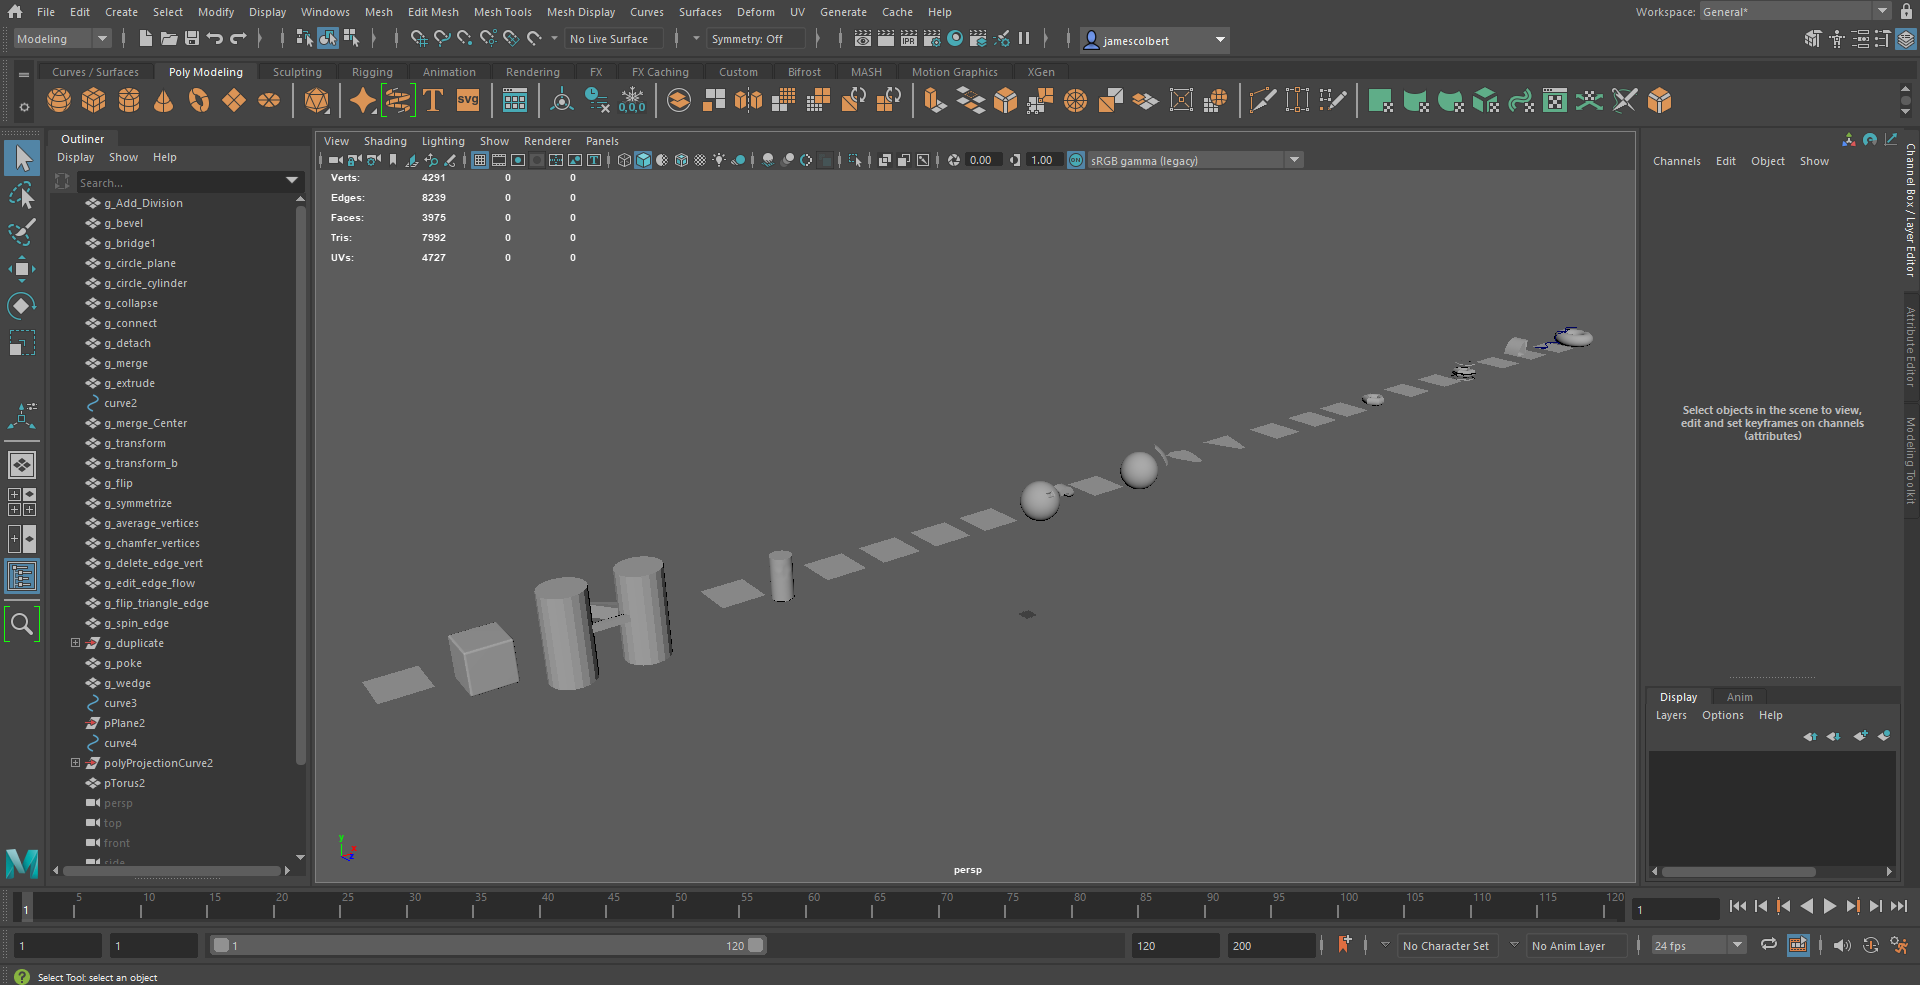 File Edit Create Select Modify Display Windows Mesh Edit Mesh Mesh Tools Mesh Display Curves Surfaces Deform UV Generate Cache Help Workspace: General*
Modeling No Live Surface Symmetry: Off jamescolbert
Curves / Surfaces Poly Modeling Sculpting Rigging Animation Rendering FX FX Caching Custom Bifrost MASH Motion Graphics XGen
T svg 0,0,0
Outliner
Display Show Help
Search...
g_Add_Division
g_bevel
g_bridge1
g_circle_plane
g_circle_cylinder
g_collapse
g_connect
g_detach
g_merge
g_extrude
curve2
g_merge_Center
g_transform
g_transform_b
g_flip
g_symmetrize
g_average_vertices
g_chamfer_vertices
g_delete_edge_vert
g_edit_edge_flow
g_flip_triangle_edge
g_spin_edge
g_duplicate
g_poke
g_wedge
curve3
pPlane2
curve4
polyProjectionCurve2
pTorus2
persp
top
front
side
View Shading Lighting Show Renderer Panels
0.00 1.00 sRGB gamma (legacy)
Verts: 4291 0 0
Edges: 8239 0 0
Faces: 3975 0 0
Tris: 7992 0 0
UVs: 4727 0 0
y
x
z
persp
Channels Edit Object Show
Select objects in the scene to view,
edit and set keyframes on channels
(attributes)
Channel Box / Layer Editor
Attribute Editor
Modeling Toolkit
Display Anim
Layers Options Help
1 5 10 15 20 25 30 35 40 45 50 55 60 65 70 75 80 85 90 95 100 105 110 115 120 1
1 1 1 120 120 200 No Character Set No Anim Layer 24 fps
Select Tool: select an object